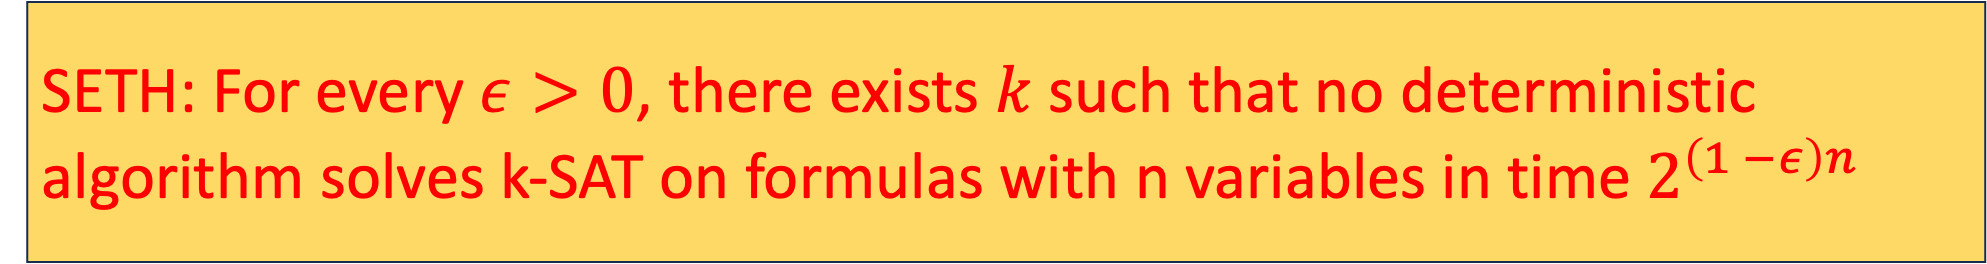 SETH: For every ϵ > 0, there exists k such that no deterministic
algorithm solves k-SAT on formulas with n variables in time 2^(1 −ϵ)n